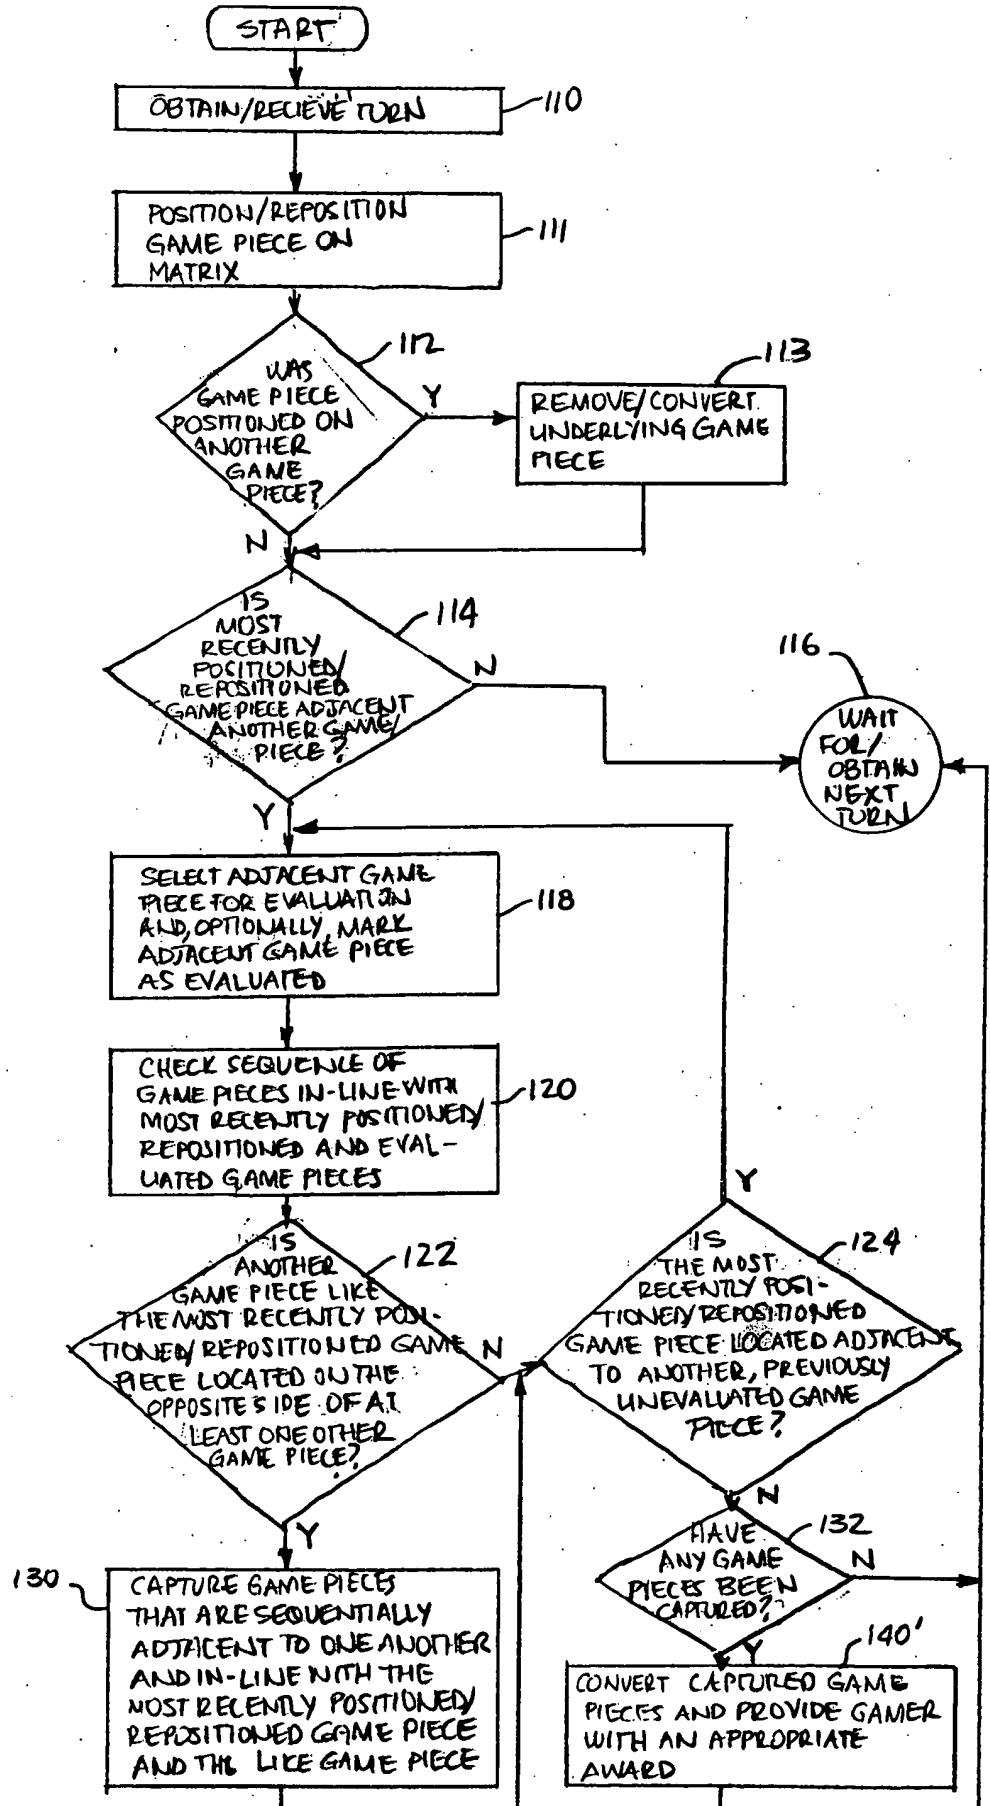 START
OBTAIN/RECIEVE TURN
110
POSITION/REPOSITION
GAME PIECE ON
MATRIX
111
112
WAS
GAME PIECE
POSITIONED ON
ANOTHER
GAME
PIECE?
Y
N
113
REMOVE/CONVERT
UNDERLYING GAME
PIECE
114
IS
MOST
RECENTLY
POSITIONED/
REPOSITIONED
GAME PIECE ADJACENT
ANOTHER GAME
PIECE?
N
Y
116
WAIT
FOR/
OBTAIN
NEXT
TURN
SELECT ADJACENT GAME
PIECE FOR EVALUATION
AND, OPTIONALLY, MARK
ADJACENT GAME PIECE
AS EVALUATED
118
CHECK SEQUENCE OF
GAME PIECES IN-LINE WITH
MOST RECENTLY POSITIONED/
REPOSITIONED AND EVAL-
UATED GAME PIECES
120
122
IS
ANOTHER
GAME PIECE LIKE
THE MOST RECENTLY POSI-
TIONED/REPOSITIONED GAME
PIECE LOCATED ON THE
OPPOSITE SIDE OF AT
LEAST ONE OTHER
GAME PIECE?
N
Y
Y
124
IS
THE MOST
RECENTLY POSI-
TIONED/REPOSITIONED
GAME PIECE LOCATED ADJACENT
TO ANOTHER, PREVIOUSLY
UNEVALUATED GAME
PIECE?
N
132
HAVE
ANY GAME
PIECES BEEN
CAPTURED?
N
Y
130
CAPTURE GAME PIECES
THAT ARE SEQUENTIALLY
ADJACENT TO ONE ANOTHER
AND IN-LINE WITH THE
MOST RECENTLY POSITIONED/
REPOSITIONED GAME PIECE
AND THE LIKE GAME PIECE
140'
CONVERT CAPTURED GAME
PIECES AND PROVIDE GAMER
WITH AN APPROPRIATE
AWARD